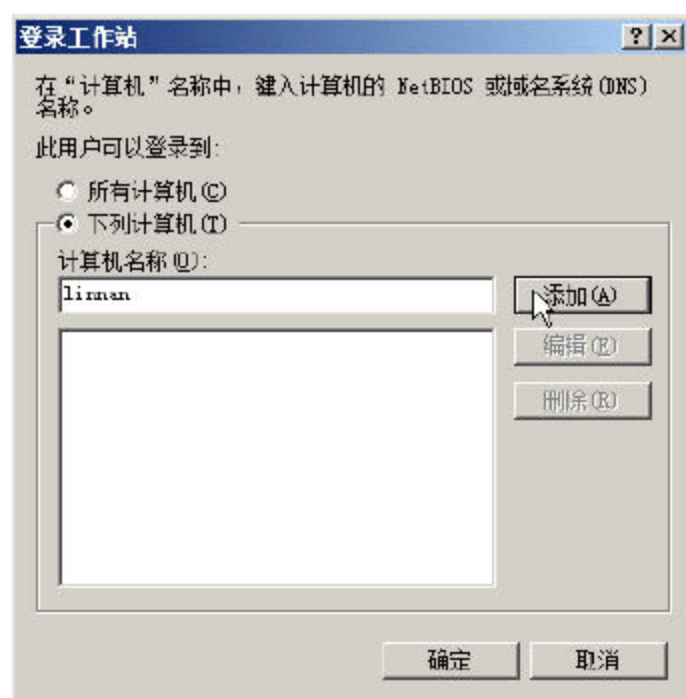 登录工作站
在“计算机”名称中，键入计算机的 NetBIOS 或域名系统(DNS)
名称。
此用户可以登录到:
所有计算机(C)
下列计算机(T)
计算机名称(O):
linnan
添加(A)
编辑(E)
删除(R)
确定
取消